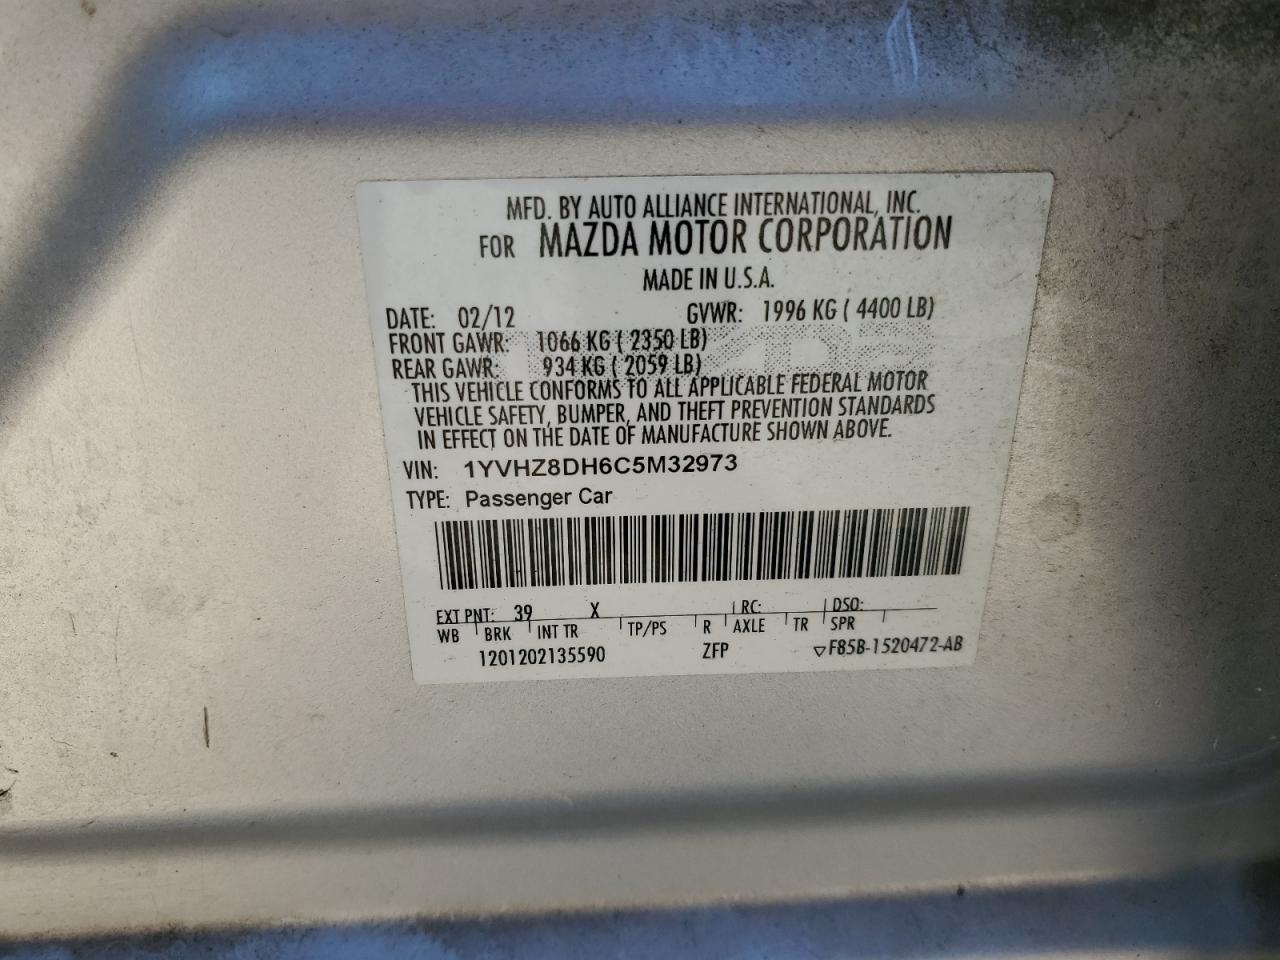 MFD. BY AUTO ALLIANCE INTERNATIONAL, INC.
FOR MAZDA MOTOR CORPORATION
MADE IN U.S.A.
DATE: 02/12 GVWR: 1996 KG ( 4400 LB)
FRONT GAWR: 1066 KG ( 2350 LB)
REAR GAWR: 934 KG ( 2059 LB)
THIS VEHICLE CONFORMS TO ALL APPLICABLE FEDERAL MOTOR
VEHICLE SAFETY, BUMPER, AND THEFT PREVENTION STANDARDS
IN EFFECT ON THE DATE OF MANUFACTURE SHOWN ABOVE.
VIN: 1YVHZ8DH6C5M32973
TYPE: Passenger Car
EXT PNT: 39 X RC: DSO:
WB BRK INT TR TP/PS R AXLE TR SPR
1201202135590 ZFP ▽F85B-1520472-AB